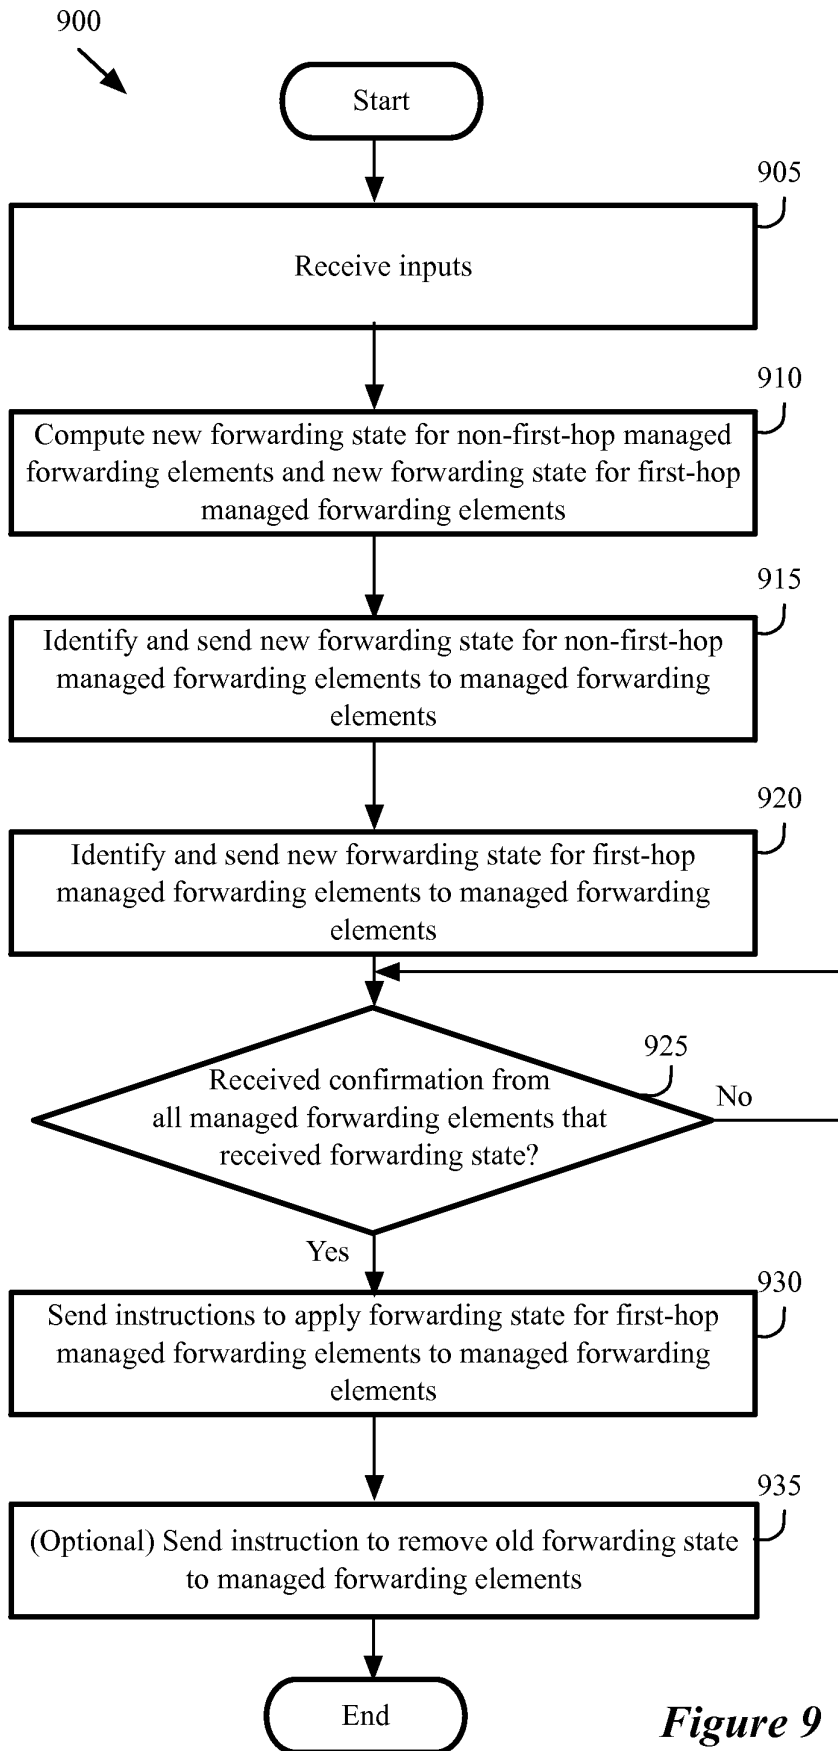 900
Start
905
Receive inputs
910
Compute new forwarding state for non-first-hop managed
forwarding elements and new forwarding state for first-hop
managed forwarding elements
915
Identify and send new forwarding state for non-first-hop
managed forwarding elements to managed forwarding
elements
920
Identify and send new forwarding state for first-hop
managed forwarding elements to managed forwarding
elements
925
Received confirmation from
all managed forwarding elements that
received forwarding state?
No
Yes
930
Send instructions to apply forwarding state for first-hop
managed forwarding elements to managed forwarding
elements
935
(Optional) Send instruction to remove old forwarding state
to managed forwarding elements
End
Figure 9